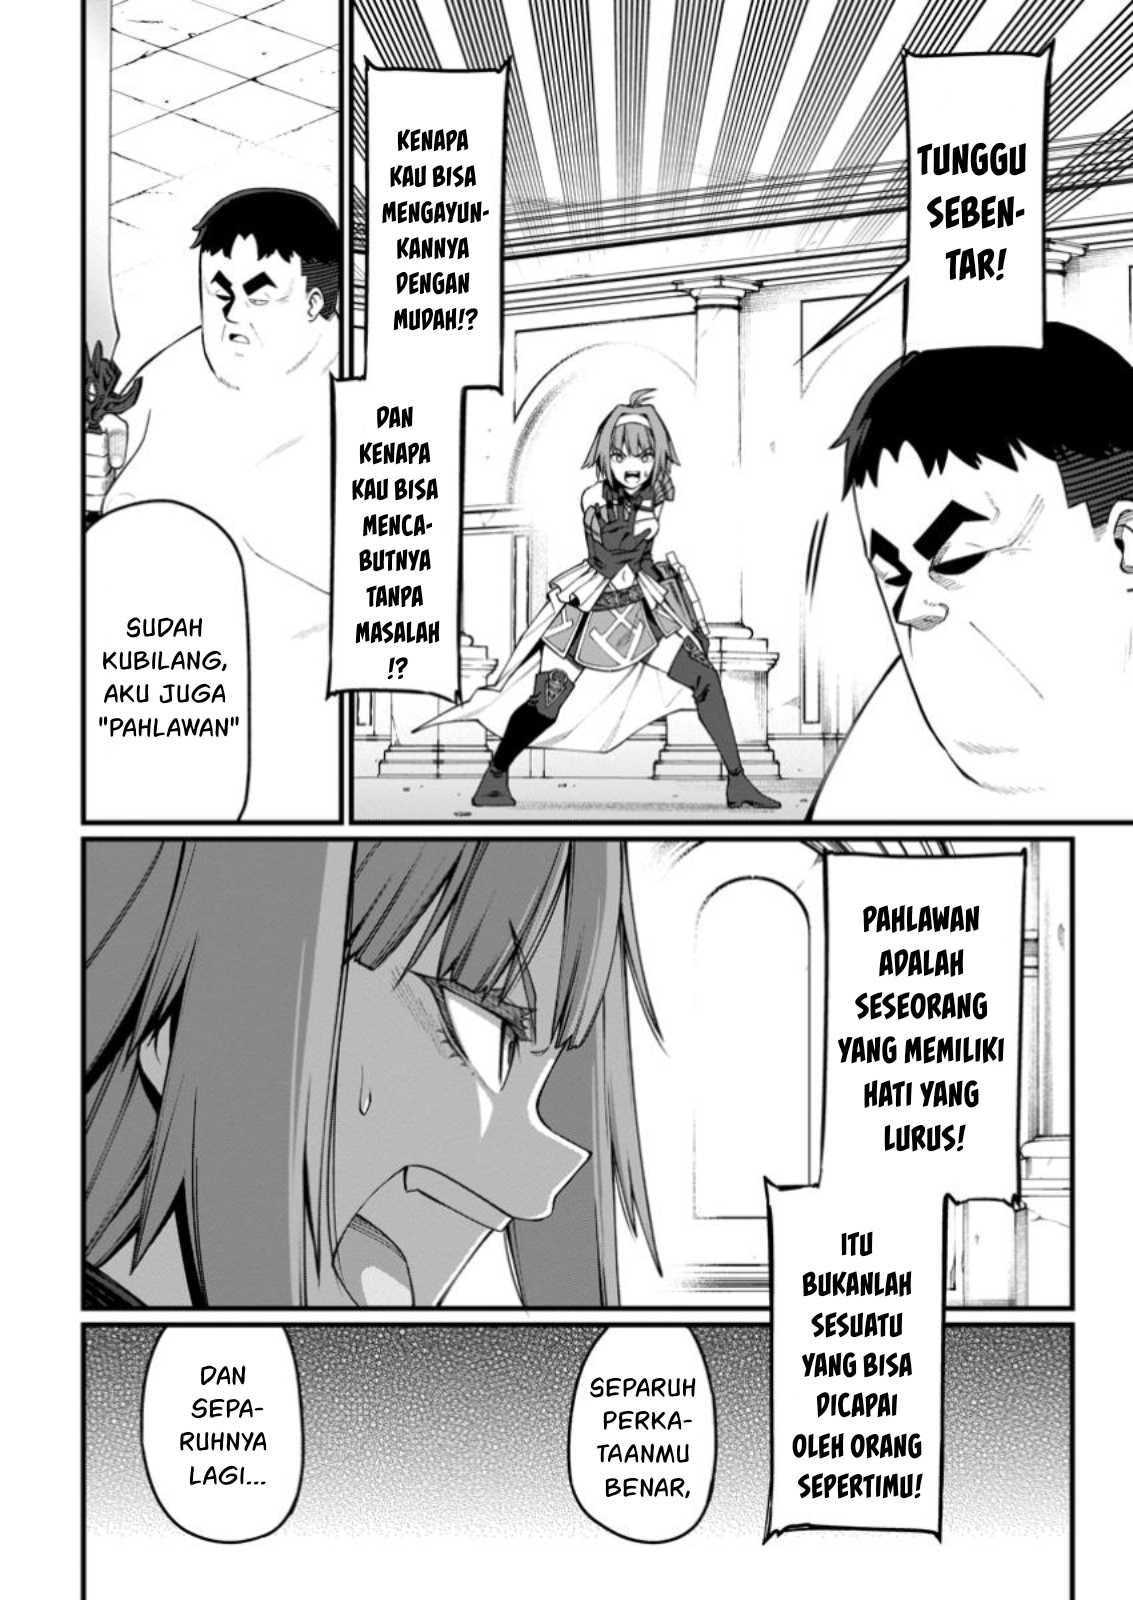 TUNGGU
SEBEN-
TAR!
KENAPA
KAU BISA
MENGAYUN-
KANNYA
DENGAN
MUDAH!?
DAN
KENAPA
KAU BISA
MENCA-
BUTNYA
TANPA
MASALAH
!?
SUDAH
KUBILANG,
AKU JUGA
"PAHLAWAN"
PAHLAWAN
ADALAH
SESEORANG
YANG MEMILIKI
HATI YANG
LURUS!
ITU
BUKANLAH
SESUATU
YANG BISA
DICAPAI
OLEH ORANG
SEPERTIMU!
SEPARUH
PERKA-
TAANMU
BENAR,
DAN
SEPA-
RUHNYA
LAGI...